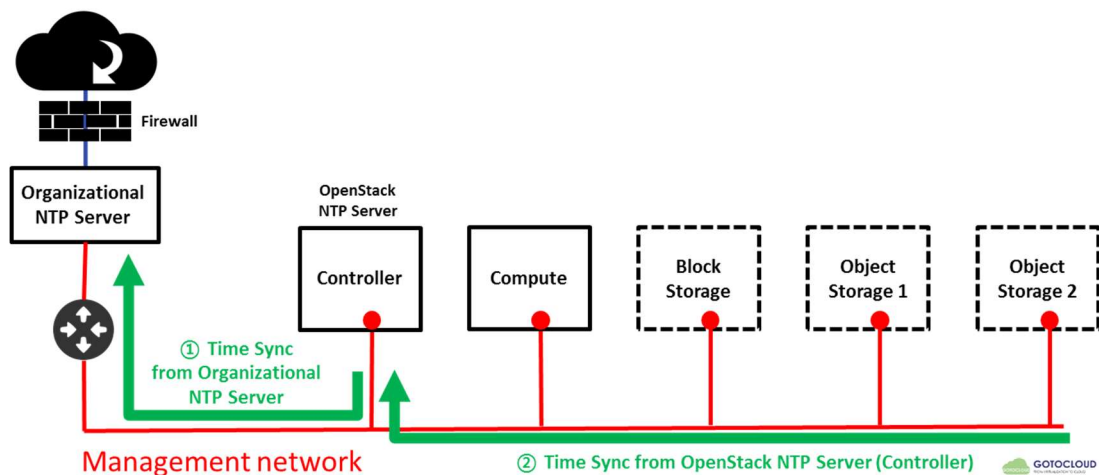 Firewall
Organizational
NTP Server
OpenStack
NTP Server
Controller
Compute
Block
Storage
Object
Storage 1
Object
Storage 2
① Time Sync
from Organizational
NTP Server
Management network
② Time Sync from OpenStack NTP Server (Controller)
GOTOCLOUD